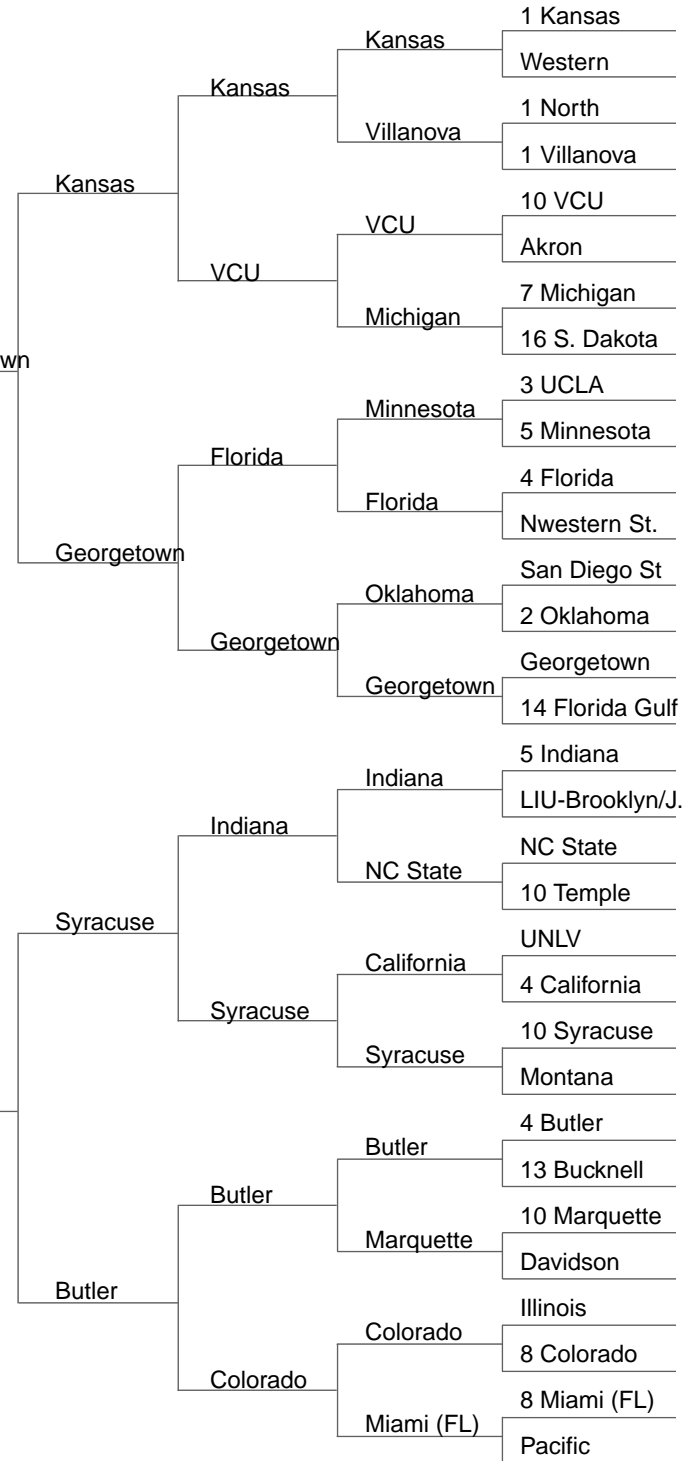 1 Kansas
Kansas
Western
Kansas
1 North
Villanova
1 Villanova
Kansas
10 VCU
VCU
Akron
VCU
7 Michigan
Michigan
16 S. Dakota
wn
3 UCLA
Minnesota
5 Minnesota
Florida
4 Florida
Florida
Nwestern St.
Georgetown
San Diego St
Oklahoma
2 Oklahoma
Georgetown
Georgetown
Georgetown
14 Florida Gulf
5 Indiana
Indiana
LIU-Brooklyn/J.
Indiana
NC State
NC State
10 Temple
Syracuse
UNLV
California
4 California
Syracuse
10 Syracuse
Syracuse
Montana
4 Butler
Butler
13 Bucknell
Butler
10 Marquette
Marquette
Davidson
Butler
Illinois
Colorado
8 Colorado
Colorado
8 Miami (FL)
Miami (FL)
Pacific